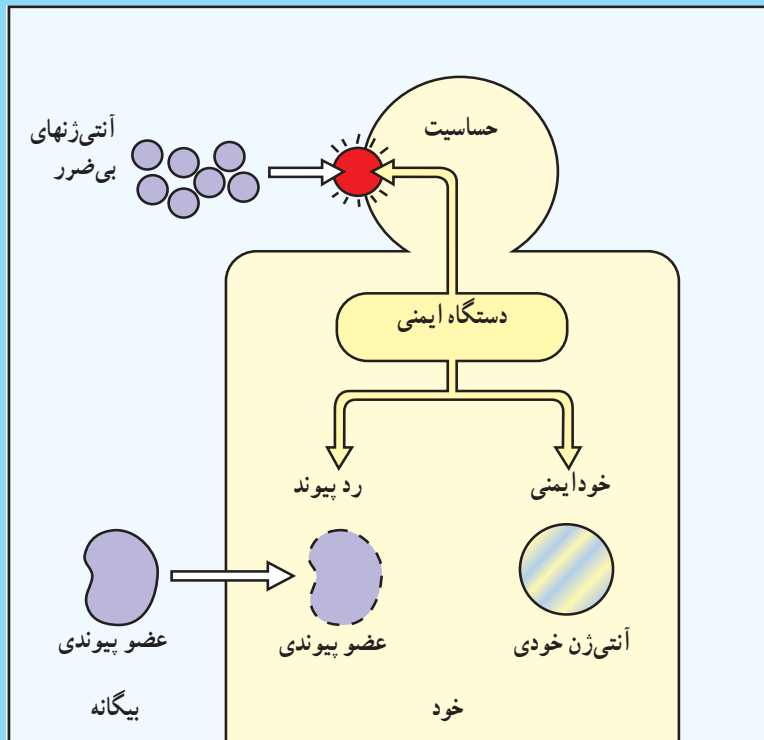 حساسیت
آنتی‌ژنهای
بی‌ضرر
دستگاه ایمنی
خودایمنی
رد پیوند
آنتی‌ژن خودی
عضو پیوندی
عضو پیوندی
خود
بیگانه